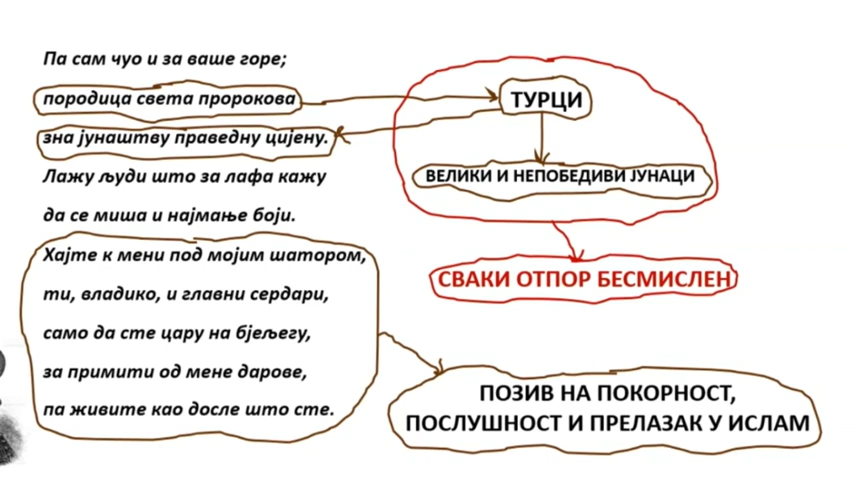 Па сам чуо и за ваше горе;
породица света пророкова
зна јунаштву праведну цијену.
Лажу људи што за лафа кажу
да се миша и најмање боји.
Хајте к мени под мојим шатором,
ти, владико, и главни сердари,
само да сте цару на бјељегу,
за примити од мене дарове,
па живите као досле што сте.
ТУРЦИ
ВЕЛИКИ И НЕПОБЕДИВИ ЈУНАЦИ
СВАКИ ОТПОР БЕСМИСЛЕН
ПОЗИВ НА ПОКОРНОСТ,
ПОСЛУШНОСТ И ПРЕЛАЗАК У ИСЛАМ